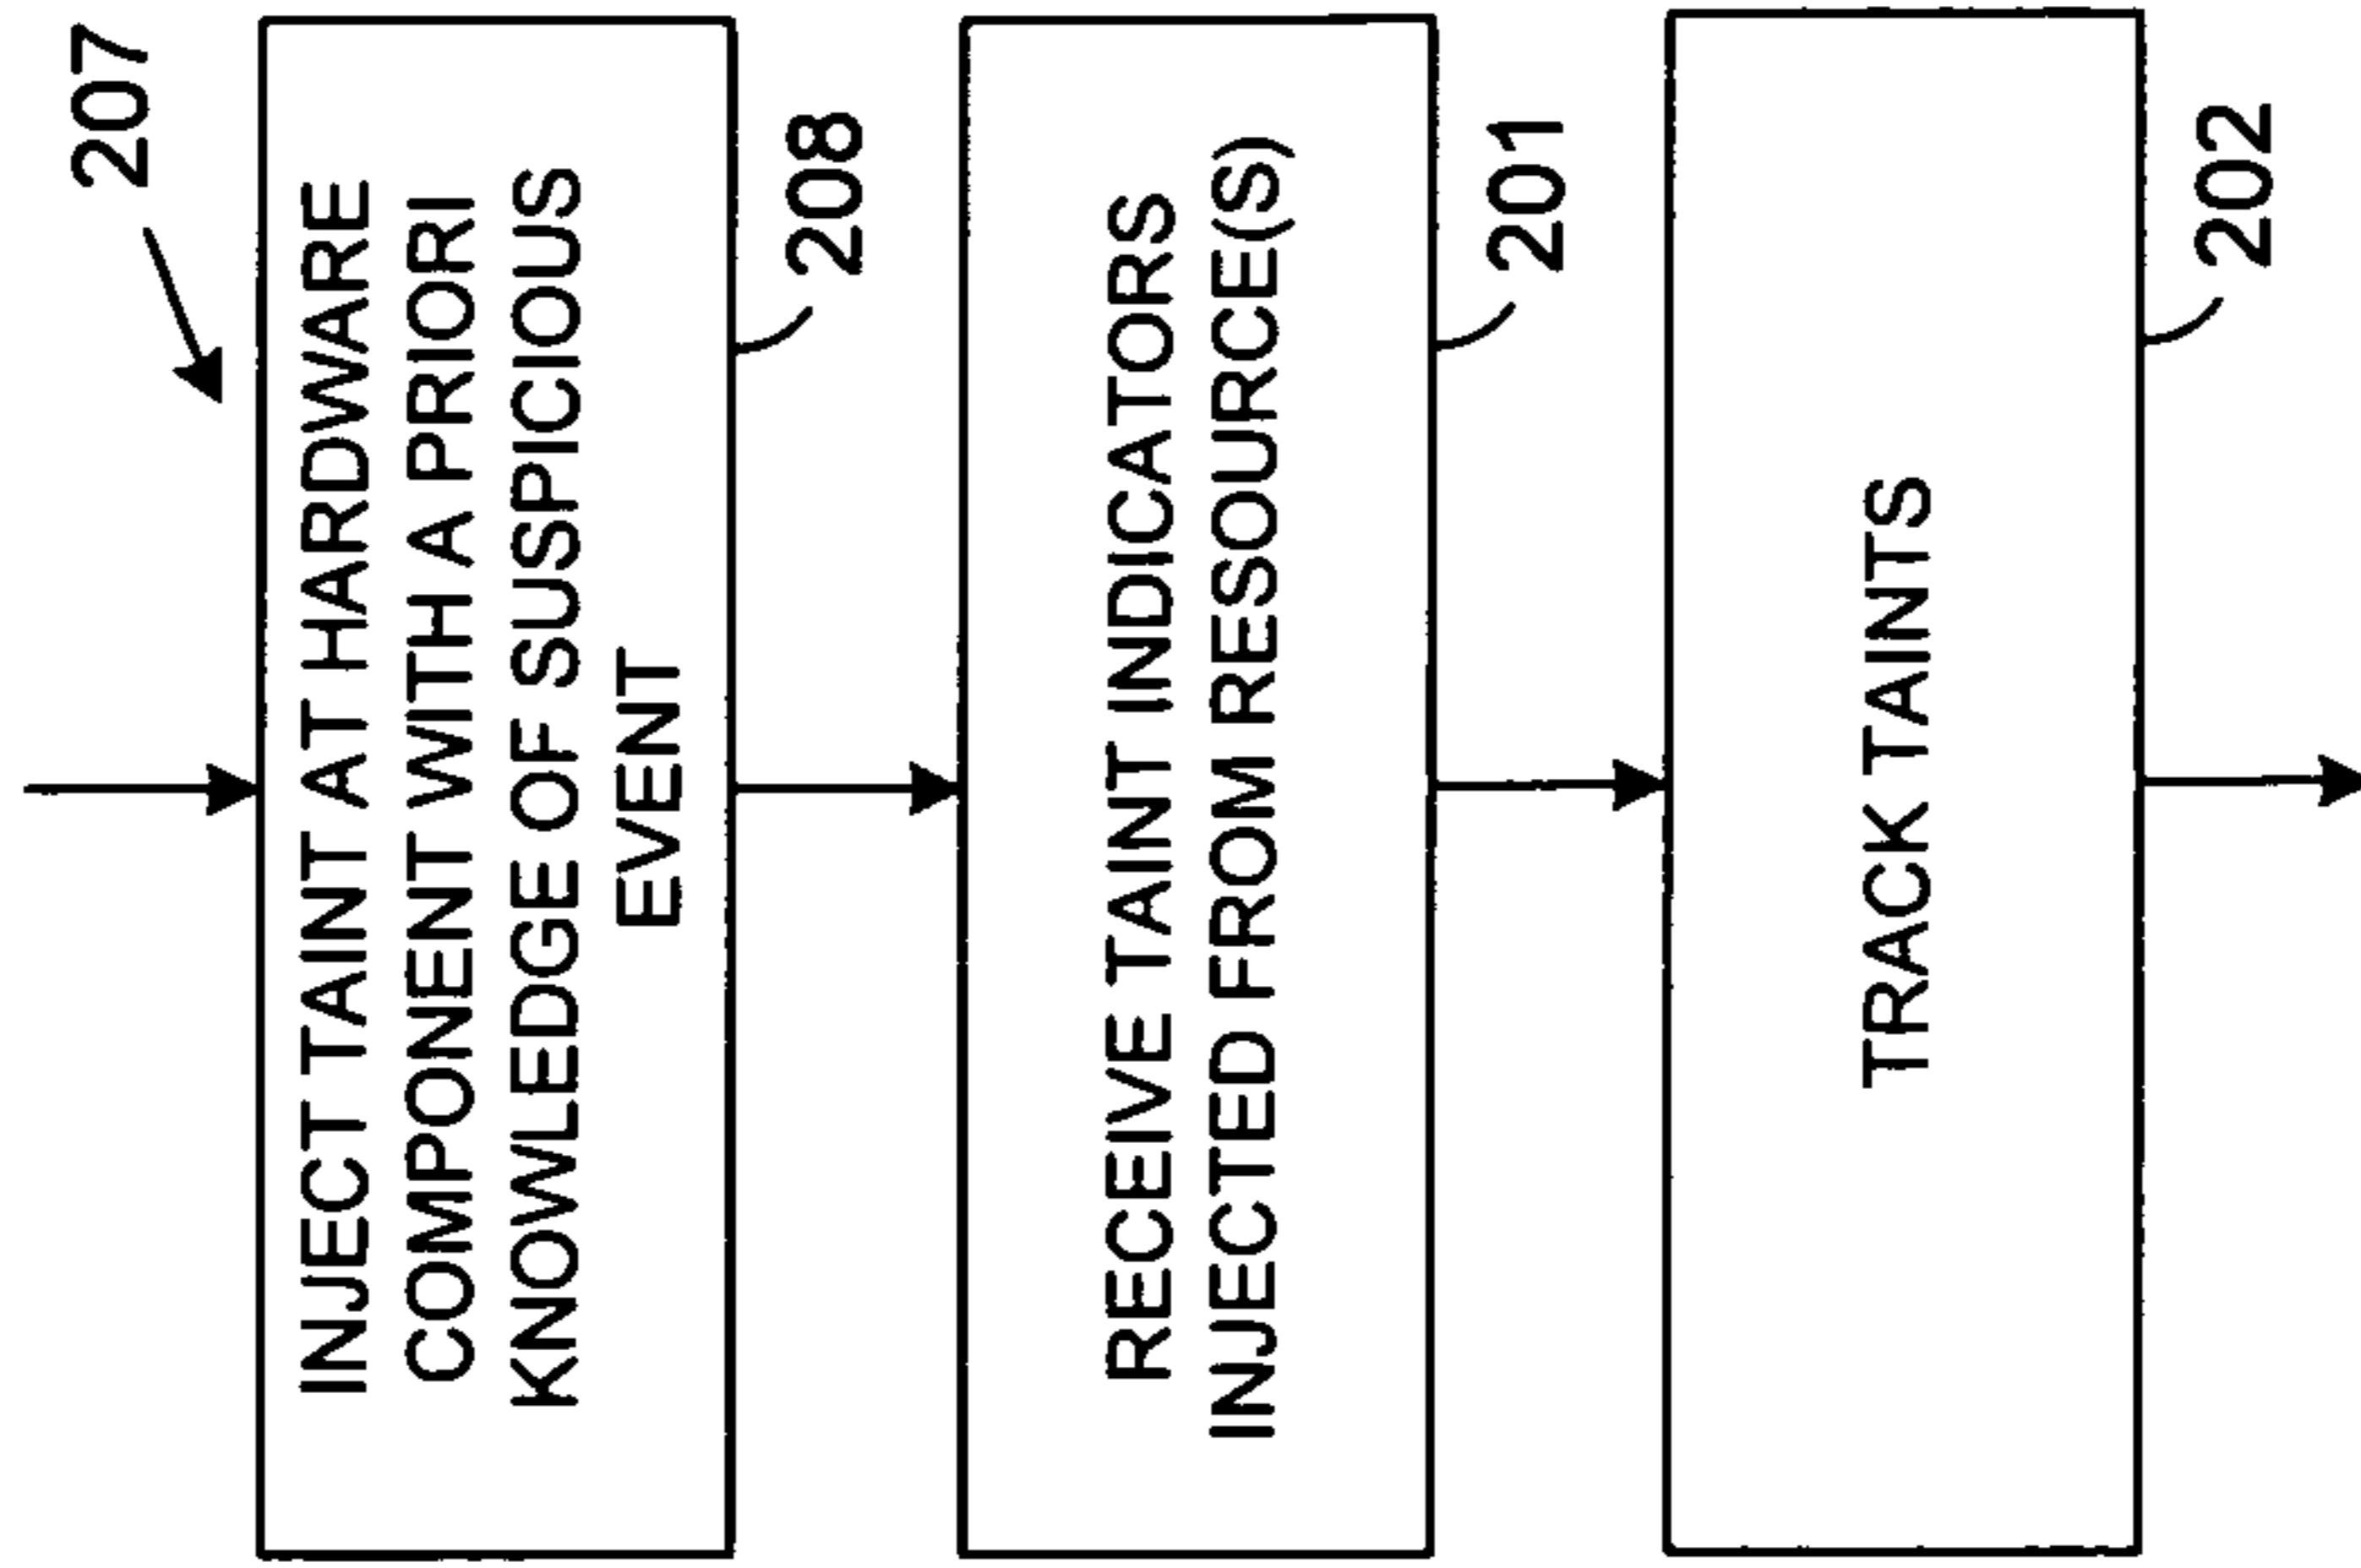 207
INJECT TAINT AT HARDWARE
COMPONENT WITH A PRIORI
KNOWLEDGE OF SUSPICIOUS
EVENT
208
RECEIVE TAINT INDICATORS
INJECTED FROM RESOURCE(S)
201
TRACK TAINTS
202